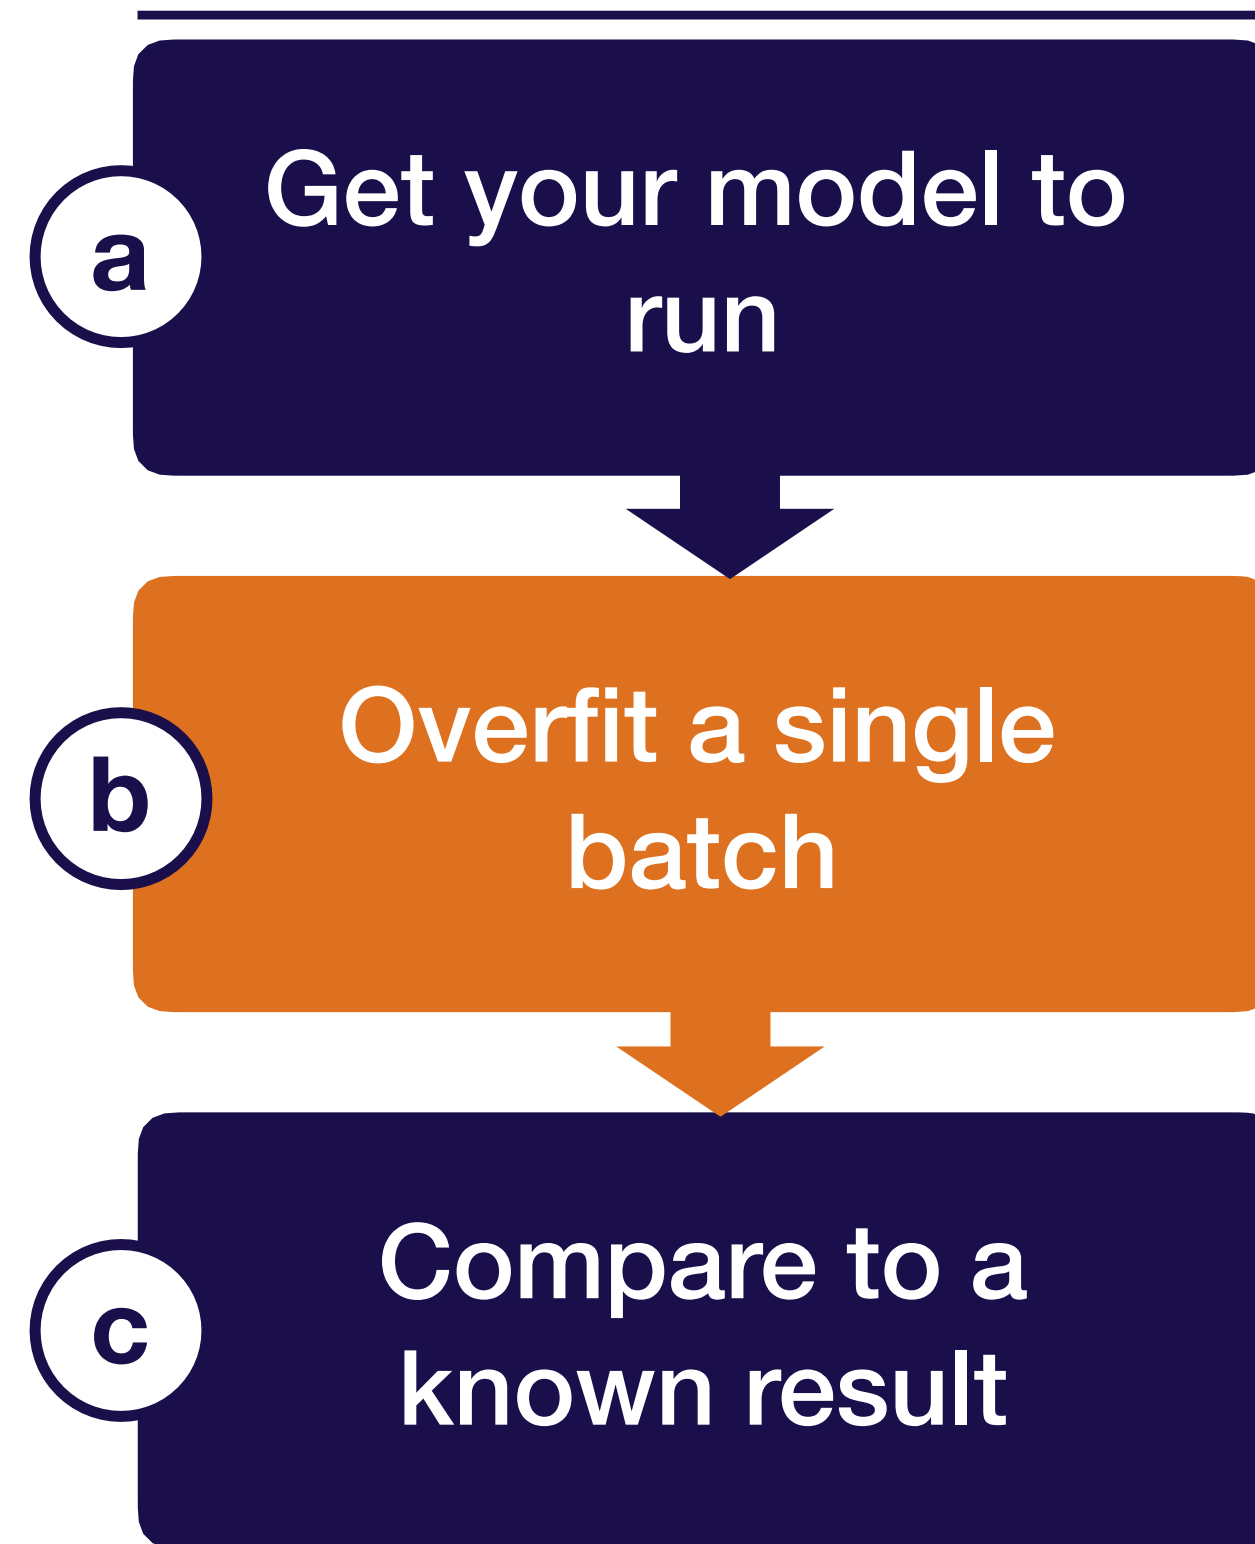 a
Get your model to
run
b
Overfit a single
batch
c
Compare to a
known result